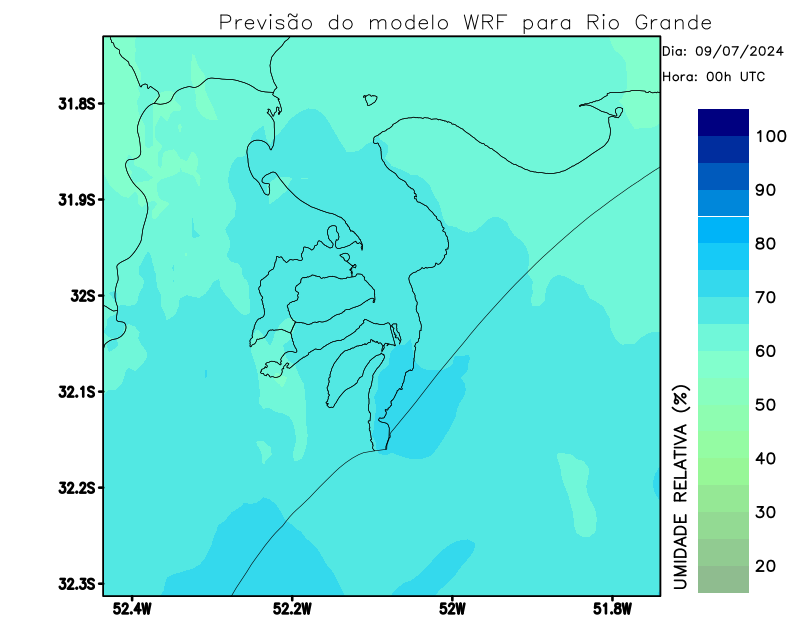 Previsão do modelo WRF para Rio Grande
Dia: 09/07/2024
Hora: 00h UTC
31.8S
31.9S
32S
32.1S
32.2S
32.3S
52.4W
52.2W
52W
51.8W
100
90
80
70
60
50
40
30
20
UMIDADE RELATIVA (%)